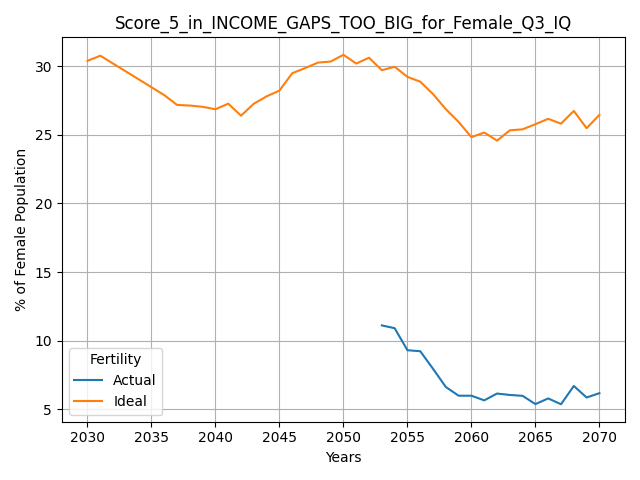 Score_5_in_INCOME_GAPS_TOO_BIG_for_Female_Q3_IQ
% of Female Population
30
25
20
15
10
5
Fertility
Actual
Ideal
2030 2035 2040 2045 2050 2055 2060 2065 2070
Years